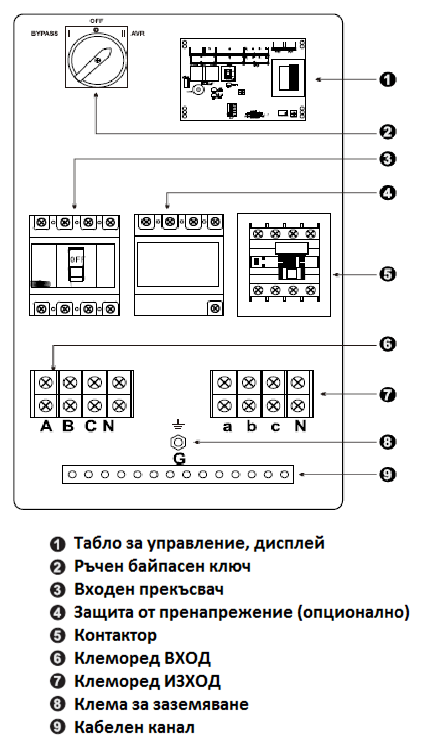 OFF
BYPASS AVR
1
2
3
4
OFF
5
6
A B C N
a b c N
7
8
G
9
1 Табло за управление, дисплей
2 Ръчен байпасен ключ
3 Входен прекъсвач
4 Защита от пренапрежение (опционално)
5 Контактор
6 Клеморед ВХОД
7 Клеморед ИЗХОД
8 Клема за заземяване
9 Кабелен канал